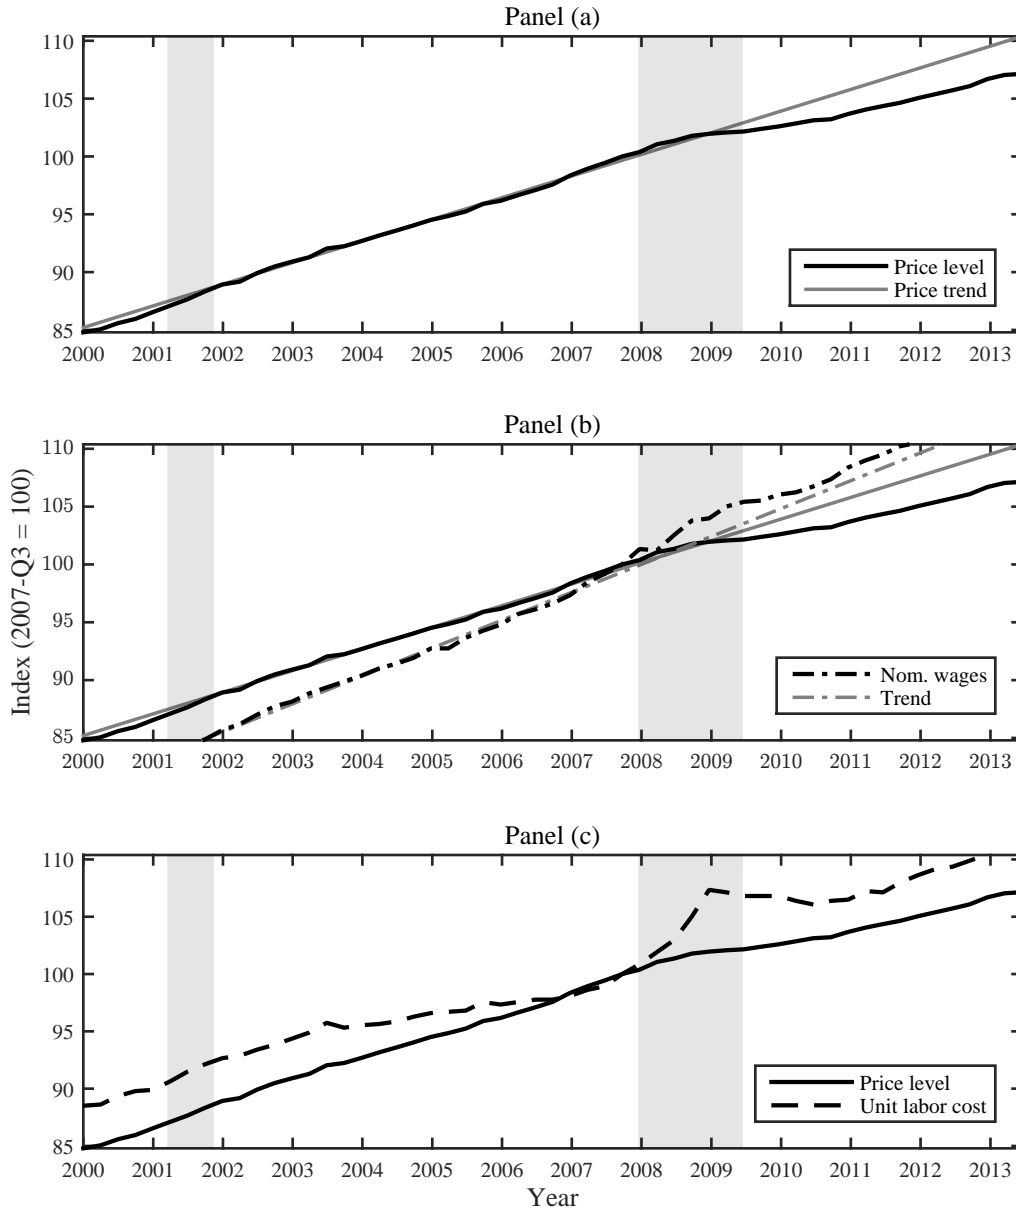 Panel (a)
110
105
100
95
90
85
Price level
Price trend
2000 2001 2002 2003 2004 2005 2006 2007 2008 2009 2010 2011 2012 2013
Panel (b)
Index (2007-Q3 = 100)
110
105
100
95
90
85
Nom. wages
Trend
2000 2001 2002 2003 2004 2005 2006 2007 2008 2009 2010 2011 2012 2013
Panel (c)
110
105
100
95
90
85
Price level
Unit labor cost
2000 2001 2002 2003 2004 2005 2006 2007 2008 2009 2010 2011 2012 2013
Year